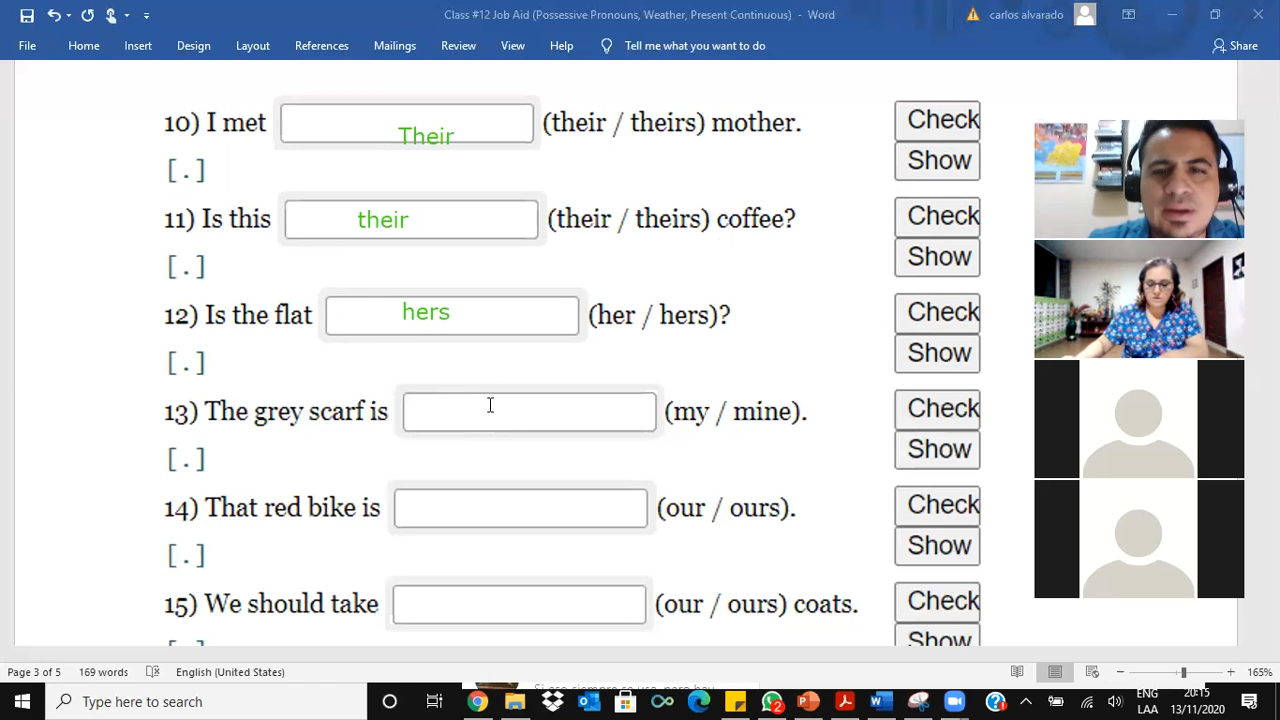 Class #12 Job Aid (Possessive Pronouns, Weather, Present Continuous) - Word
carlos alvarado
File Home Insert Design Layout References Mailings Review View Help Tell me what you want to do Share
10) I met Their (their / theirs) mother. Check
[ . ] Show
11) Is this their (their / theirs) coffee? Check
[ . ] Show
12) Is the flat hers (her / hers)? Check
[ . ] Show
13) The grey scarf is (my / mine). Check
[ . ] Show
14) That red bike is (our / ours). Check
[ . ] Show
15) We should take (our / ours) coats. Check
Show
Page 3 of 5 169 words English (United States) 165%
Type here to search
ENG 20:15
LAA 13/11/2020